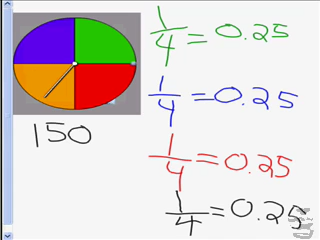 1/4 = 0.25
1/4 = 0.25
150
1/4 = 0.25
1/4 = 0.25